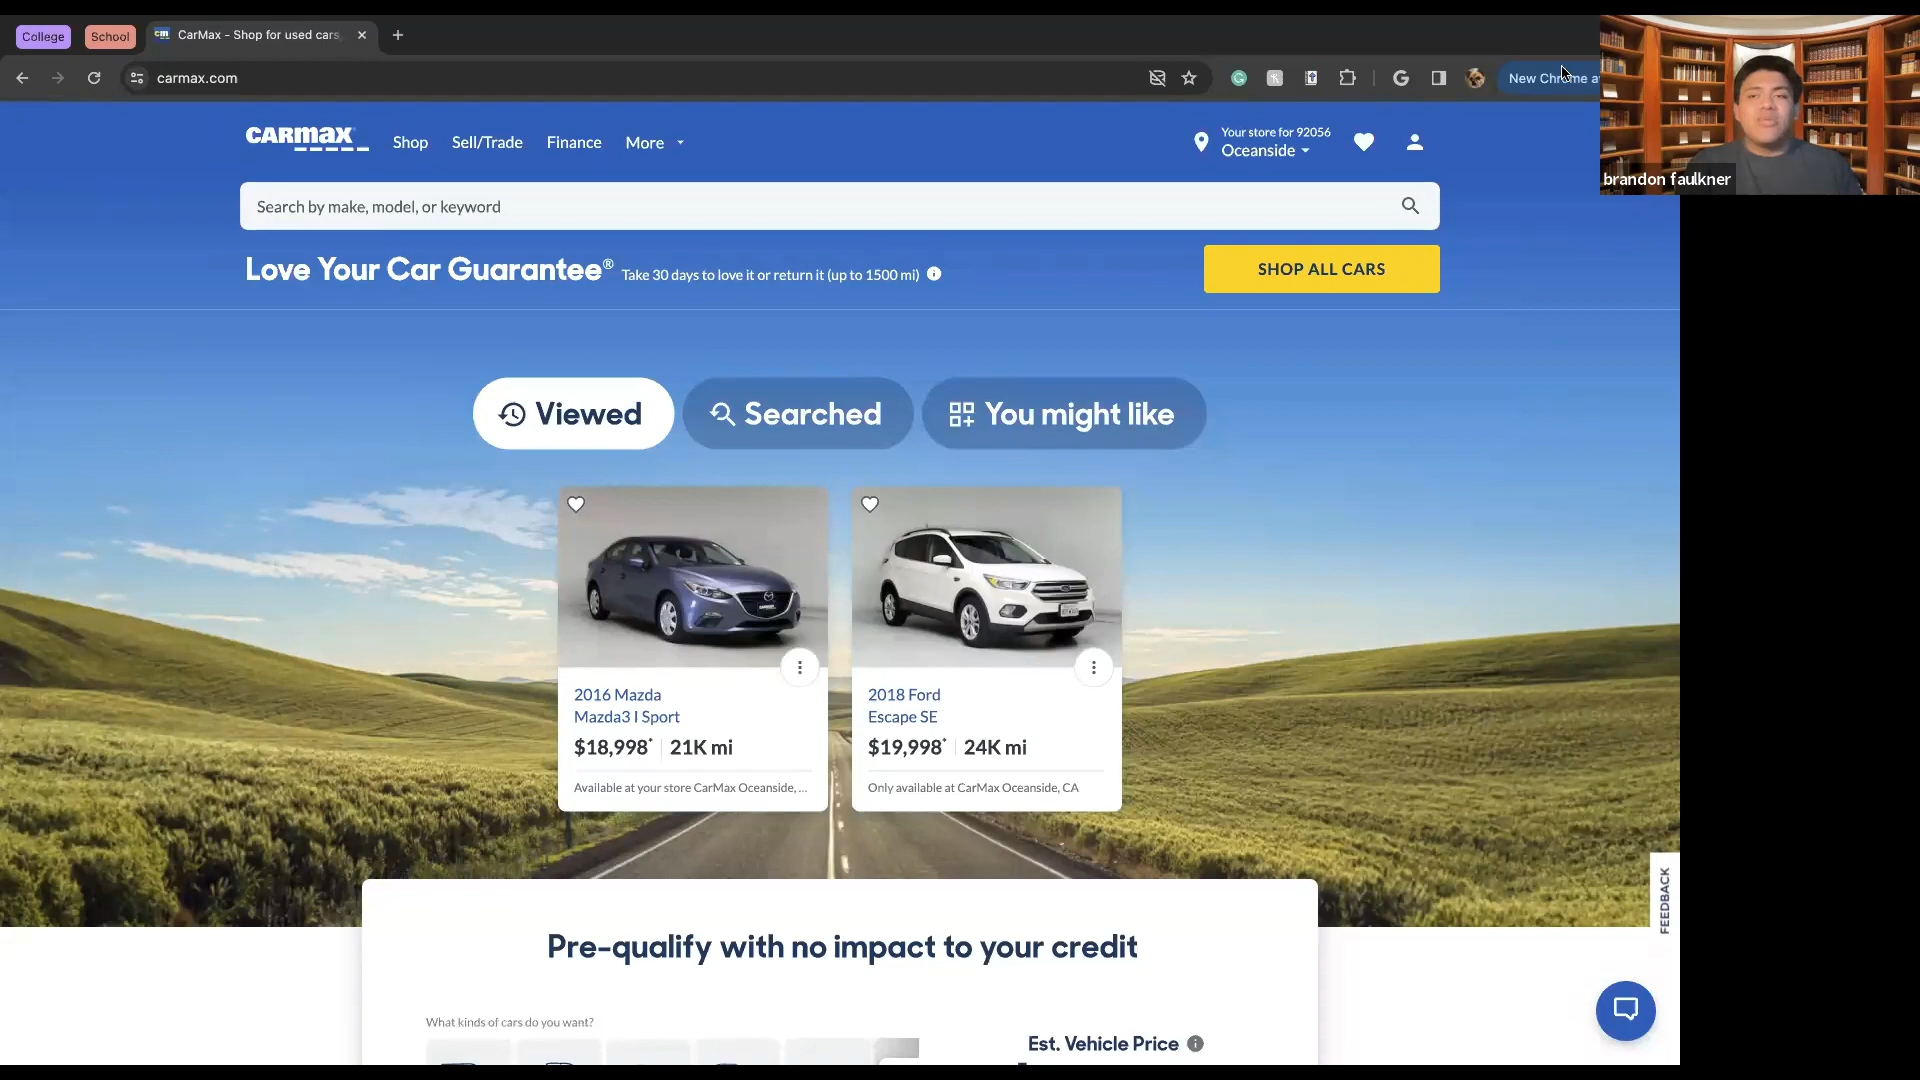 College
School
CarMax - Shop for used cars
carmax.com
New Chrome a
brandon faulkner
CARMAX
Shop
Sell/Trade
Finance
More
Your store for 92056
Oceanside
Search by make, model, or keyword
Love Your Car Guarantee® Take 30 days to love it or return it (up to 1500 mi)
SHOP ALL CARS
Viewed
Searched
You might like
2016 Mazda
Mazda3 I Sport
$18,998* 21K mi
Available at your store CarMax Oceanside, ...
2018 Ford
Escape SE
$19,998* 24K mi
Only available at CarMax Oceanside, CA
FEEDBACK
Pre-qualify with no impact to your credit
What kinds of cars do you want?
Est. Vehicle Price